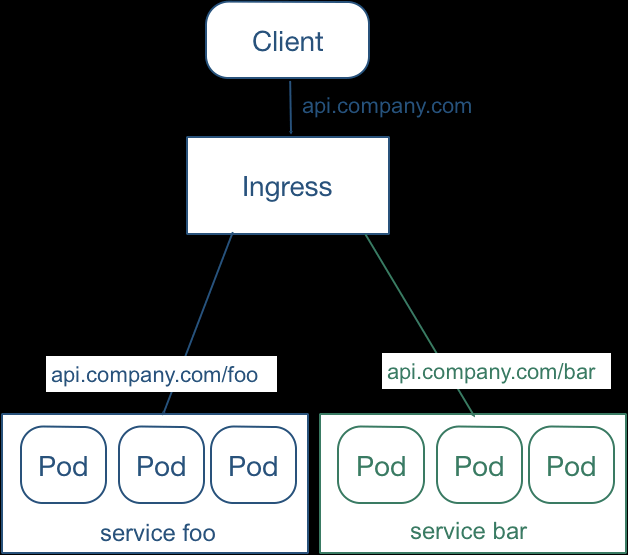 Client
api.company.com
Ingress
api.company.com/foo
api.company.com/bar
Pod Pod Pod
service foo
Pod Pod Pod
service bar